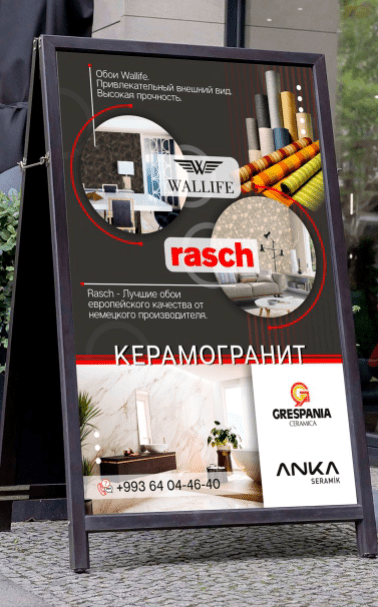 Обои Wallife.
Привлекательный внешний вид.
Высокая прочность.
WALLIFE
rasch
Rasch - Лучшие обои
европейского качества от
немецкого производителя.
КЕРАМОГРАНИТ
GRESPANIA
CERAMICA
ANKA
SERAMİK
+993 64 04-46-40